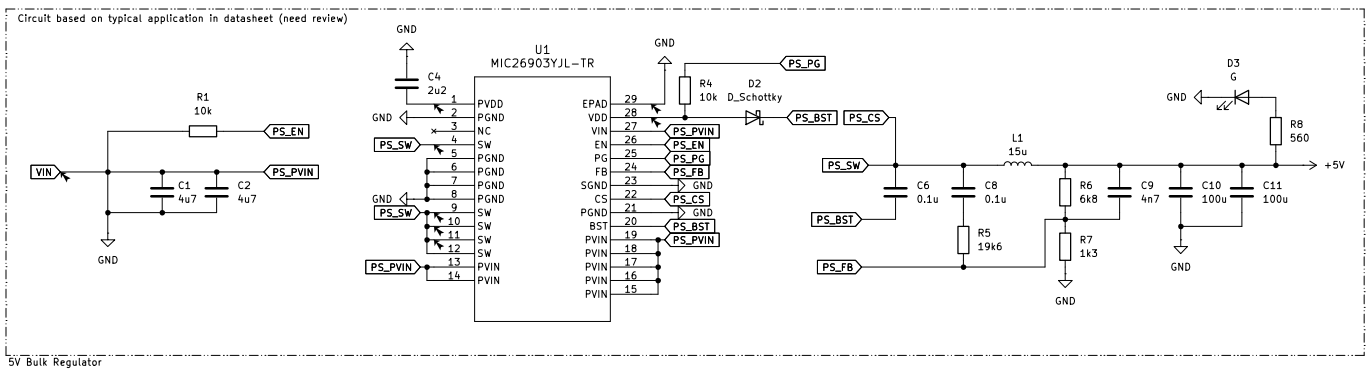 Circuit based on typical application in datasheet (need review)
R1
10k
PS_EN
VIN
PS_PVIN
C1
4u7
C2
4u7
GND
GND
C4
2u2
GND
PS_SW
GND
PS_SW
PS_PVIN
U1
MIC26903YJL-TR
1 PVDD
2 PGND
3 NC
4 SW
5 PGND
6 PGND
7 PGND
8 PGND
9 SW
10 SW
11 SW
12 SW
13 PVIN
14 PVIN
EPAD 29
VDD 28
VIN 27
EN 26
PG 25
FB 24
SGND 23
CS 22
PGND 21
BST 20
PVIN 19
PVIN 18
PVIN 17
PVIN 16
PVIN 15
GND
PS_PG
R4
10k
D2
D_Schottky
PS_BST
PS_PVIN
PS_EN
PS_PG
PS_FB
GND
PS_CS
GND
PS_BST
PS_PVIN
PS_CS
PS_SW
PS_BST
PS_FB
C6
0.1u
C8
0.1u
R5
19k6
L1
15u
R6
6k8
R7
1k3
GND
C9
4n7
C10
100u
C11
100u
GND
D3
G
GND
R8
560
+5V
5V Bulk Regulator